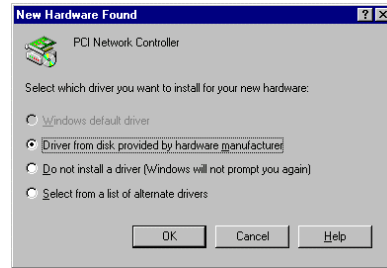 New Hardware Found
PCI Network Controller
Select which driver you want to install for your new hardware:
Windows default driver
Driver from disk provided by hardware manufacturer
Do not install a driver (Windows will not prompt you again)
Select from a list of alternate drivers
OK Cancel Help